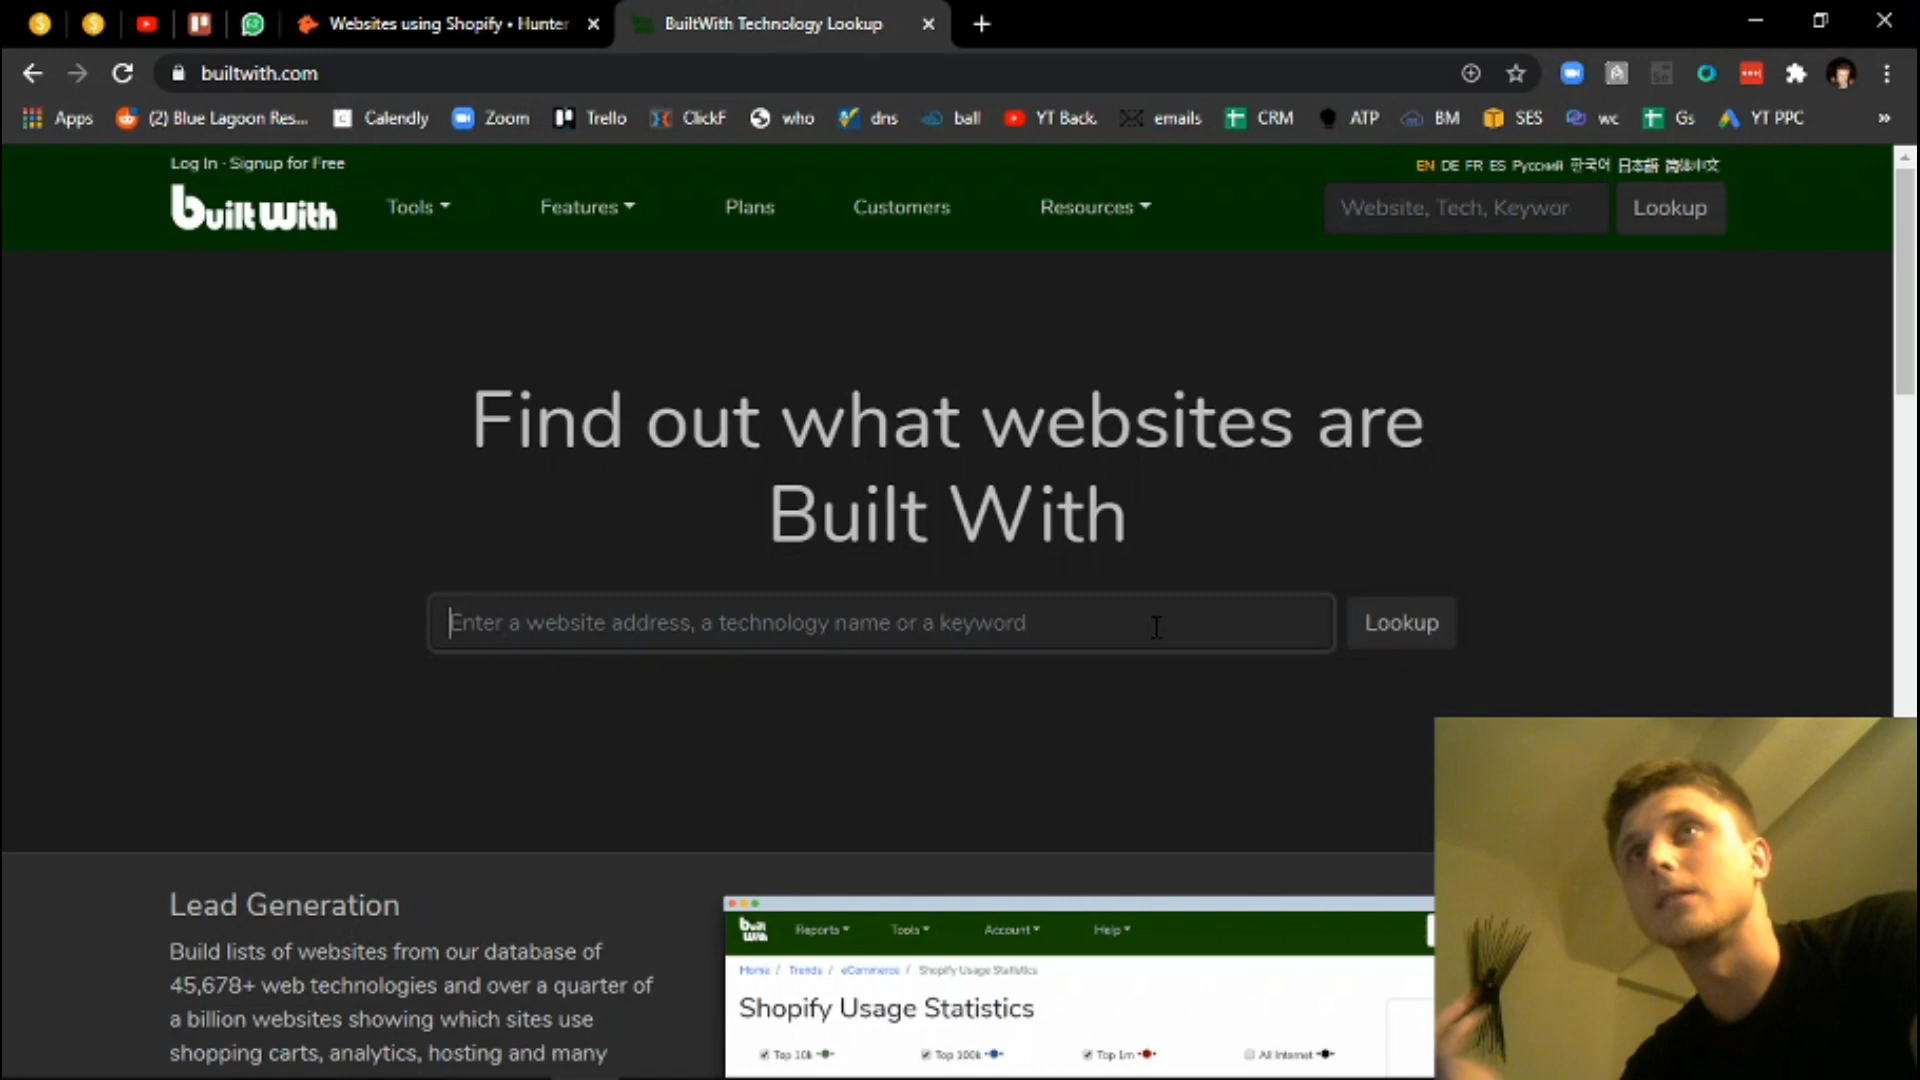 Websites using Shopify • Hunter
BuiltWith Technology Lookup
builtwith.com
Apps
(2) Blue Lagoon Res...
Calendly
Zoom
Trello
ClickF
who
dns
ball
YT Back.
emails
CRM
ATP
BM
SES
wc
Gs
YT PPC
Log In · Signup for Free
EN DE FR ES Русский 한국어 日本語 简体中文
built With
Tools
Features
Plans
Customers
Resources
Website, Tech, Keywor
Lookup
Find out what websites are
Built With
Enter a website address, a technology name or a keyword
Lookup
Lead Generation
Build lists of websites from our database of
45,678+ web technologies and over a quarter of
a billion websites showing which sites use
shopping carts, analytics, hosting and many
built With
Reports
Tools
Account
Help
Home / Trends / eCommerce / Shopify Usage Statistics
Shopify Usage Statistics
Top 10k
Top 100k
Top 1m
All Internet